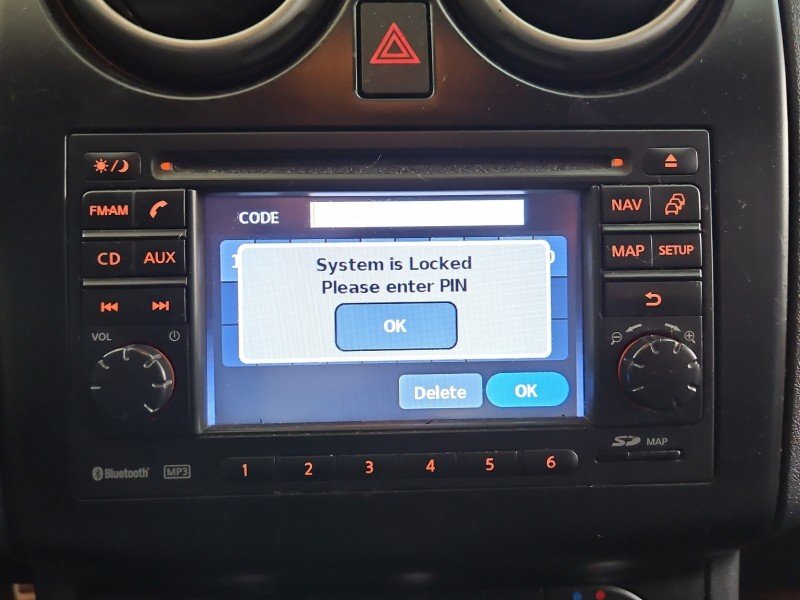 FM·AM
CD AUX
VOL
CODE
System is Locked
Please enter PIN
OK
Delete OK
NAV
MAP SETUP
SD MAP
Bluetooth MP3
1 2 3 4 5 6